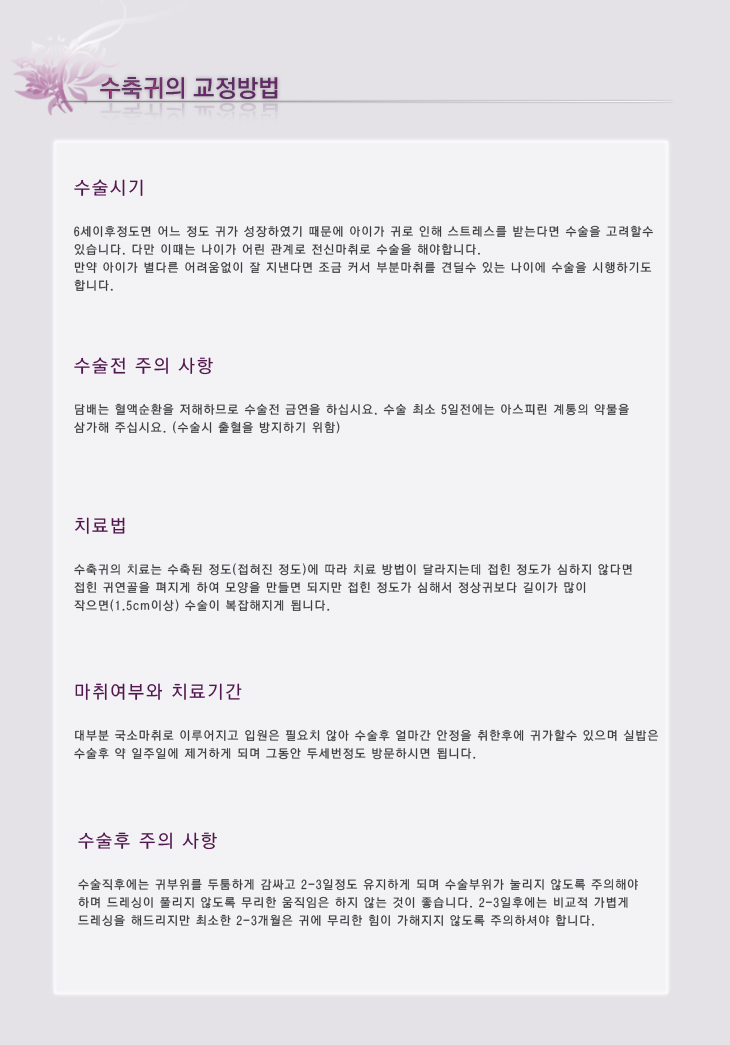 수축귀의 교정방법
수술시기
6세이후정도면 어느 정도 귀가 성장하였기 때문에 아이가 귀로 인해 스트레스를 받는다면 수술을 고려할수
있습니다. 다만 이때는 나이가 어린 관계로 전신마취로 수술을 해야합니다.
만약 아이가 별다른 어려움없이 잘 지낸다면 조금 커서 부분마취를 견딜수 있는 나이에 수술을 시행하기도
합니다.
수술전 주의 사항
담배는 혈액순환을 저해하므로 수술전 금연을 하십시요. 수술 최소 5일전에는 아스피린 계통의 약물을
삼가해 주십시요. (수술시 출혈을 방지하기 위함)
치료법
수축귀의 치료는 수축된 정도(접혀진 정도)에 따라 치료 방법이 달라지는데 접힌 정도가 심하지 않다면
접힌 귀연골을 펴지게 하여 모양을 만들면 되지만 접힌 정도가 심해서 정상귀보다 길이가 많이
작으면(1.5cm이상) 수술이 복잡해지게 됩니다.
마취여부와 치료기간
대부분 국소마취로 이루어지고 입원은 필요치 않아 수술후 얼마간 안정을 취한후에 귀가할수 있으며 실밥은
수술후 약 일주일에 제거하게 되며 그동안 두세번정도 방문하시면 됩니다.
수술후 주의 사항
수술직후에는 귀부위를 두툼하게 감싸고 2-3일정도 유지하게 되며 수술부위가 눌리지 않도록 주의해야
하며 드레싱이 풀리지 않도록 무리한 움직임은 하지 않는 것이 좋습니다. 2-3일후에는 비교적 가볍게
드레싱을 해드리지만 최소한 2-3개월은 귀에 무리한 힘이 가해지지 않도록 주의하셔야 합니다.